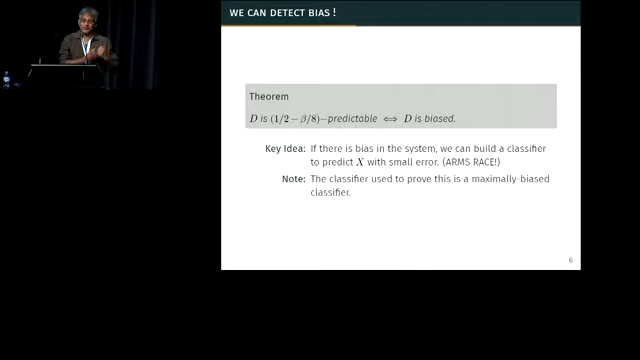 WE CAN DETECT BIAS !
Theorem
D is (1/2 − β/8)−predictable ⟺ D is biased.
Key Idea: If there is bias in the system, we can build a classifier
to predict X with small error. (ARMS RACE!)
Note: The classifier used to prove this is a maximally-biased
classifier.
6